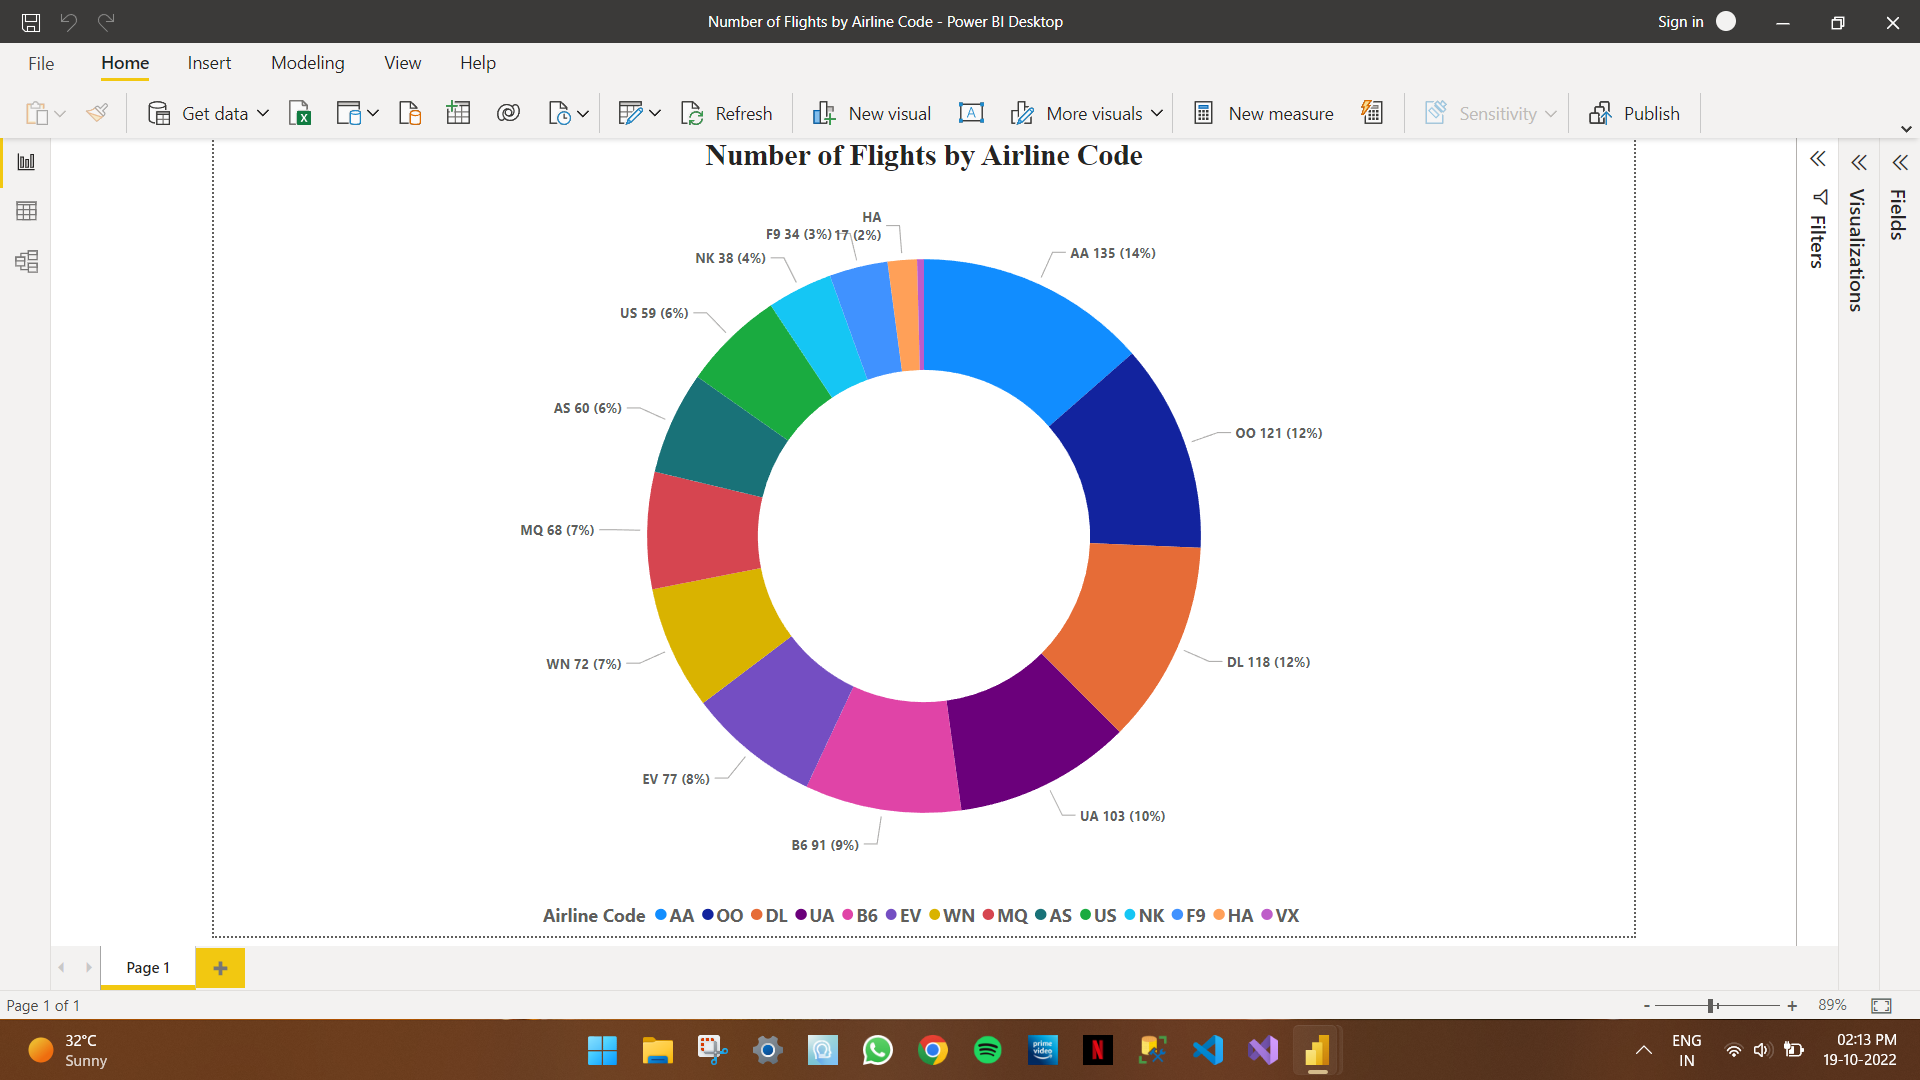 Number of Flights by Airline Code - Power BI Desktop
Sign in
File
Home
Insert
Modeling
View
Help
Get data
Refresh
New visual
A
More visuals
New measure
Sensitivity
Publish
Number of Flights by Airline Code
HA
17 (2%)
F9 34 (3%)
AA 135 (14%)
NK 38 (4%)
US 59 (6%)
AS 60 (6%)
OO 121 (12%)
MQ 68 (7%)
WN 72 (7%)
DL 118 (12%)
EV 77 (8%)
UA 103 (10%)
B6 91 (9%)
Airline Code AA OO DL UA B6 EV WN MQ AS US NK F9 HA VX
Filters
Visualizations
Fields
Page 1
Page 1 of 1
89%
32°C
Sunny
prime
video
N
ENG
IN
02:13 PM
19-10-2022